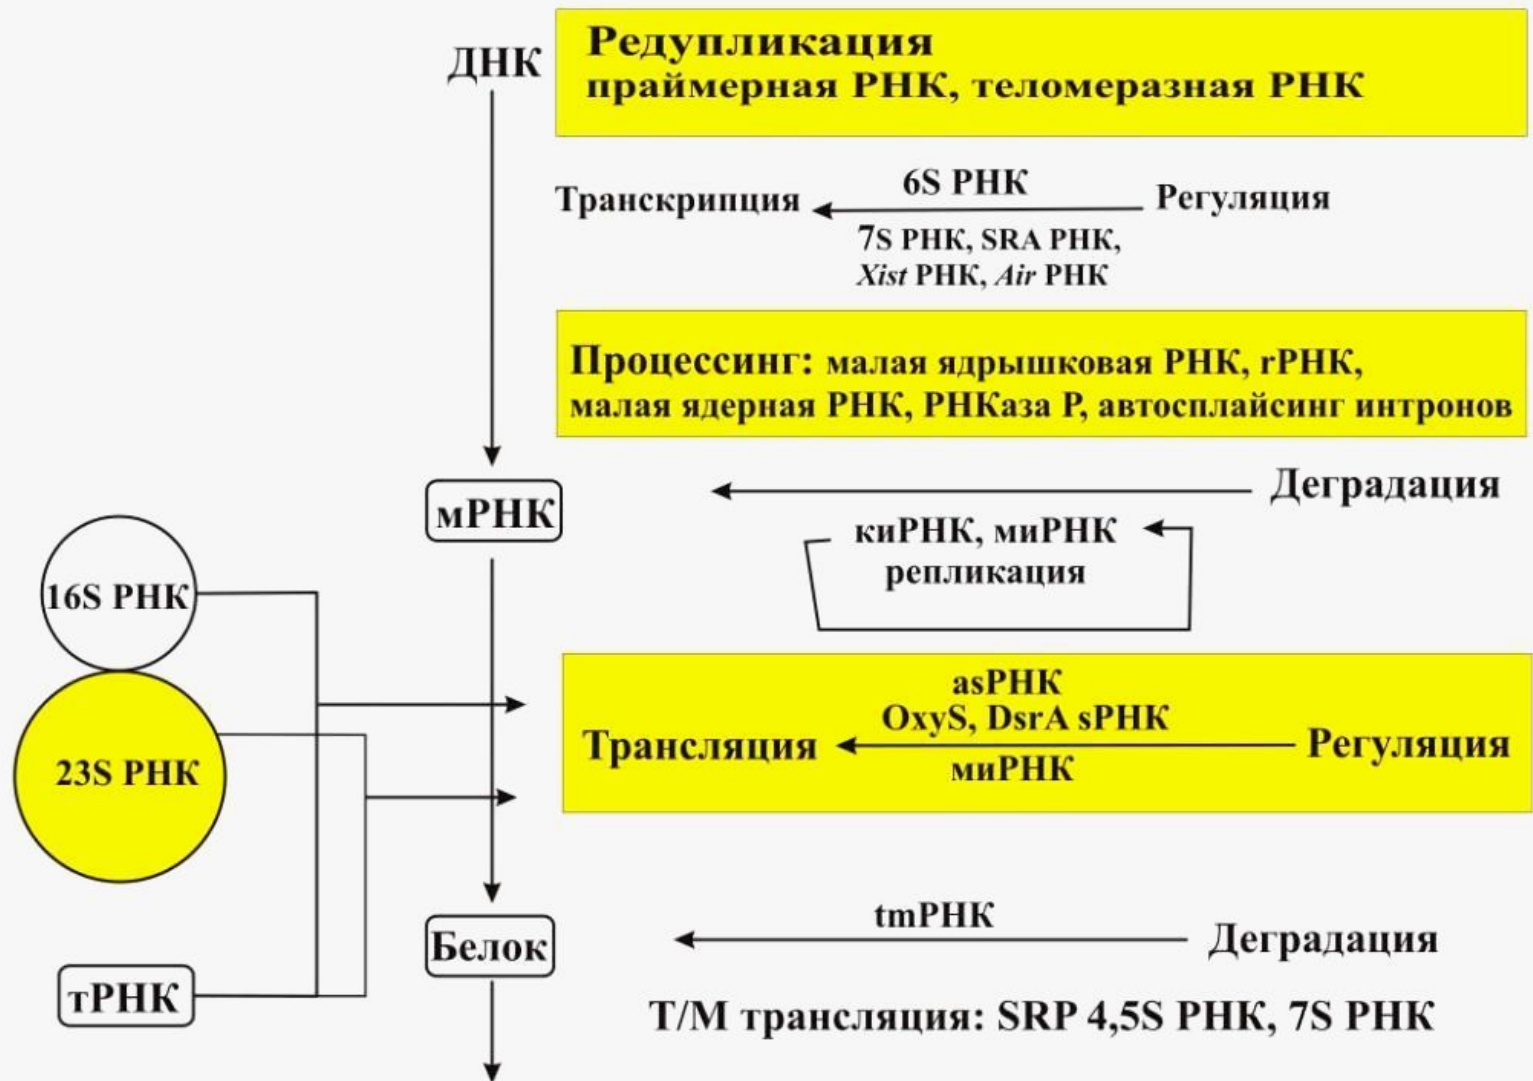 ДНК
Редупликация
праймерная РНК, теломеразная РНК
6S РНК
Транскрипция
Регуляция
7S РНК, SRA РНК,
Xist РНК, Air РНК
Процессинг: малая ядрышковая РНК, rРНК,
малая ядерная РНК, РНКаза Р, автосплайсинг интронов
Деградация
мРНК
киРНК, миРНК
репликация
16S РНК
23S РНК
asРНК
OxyS, DsrA sРНК
Трансляция
Регуляция
миРНК
tmРНК
Деградация
Белок
тРНК
Т/М трансляция: SRP 4,5S РНК, 7S РНК